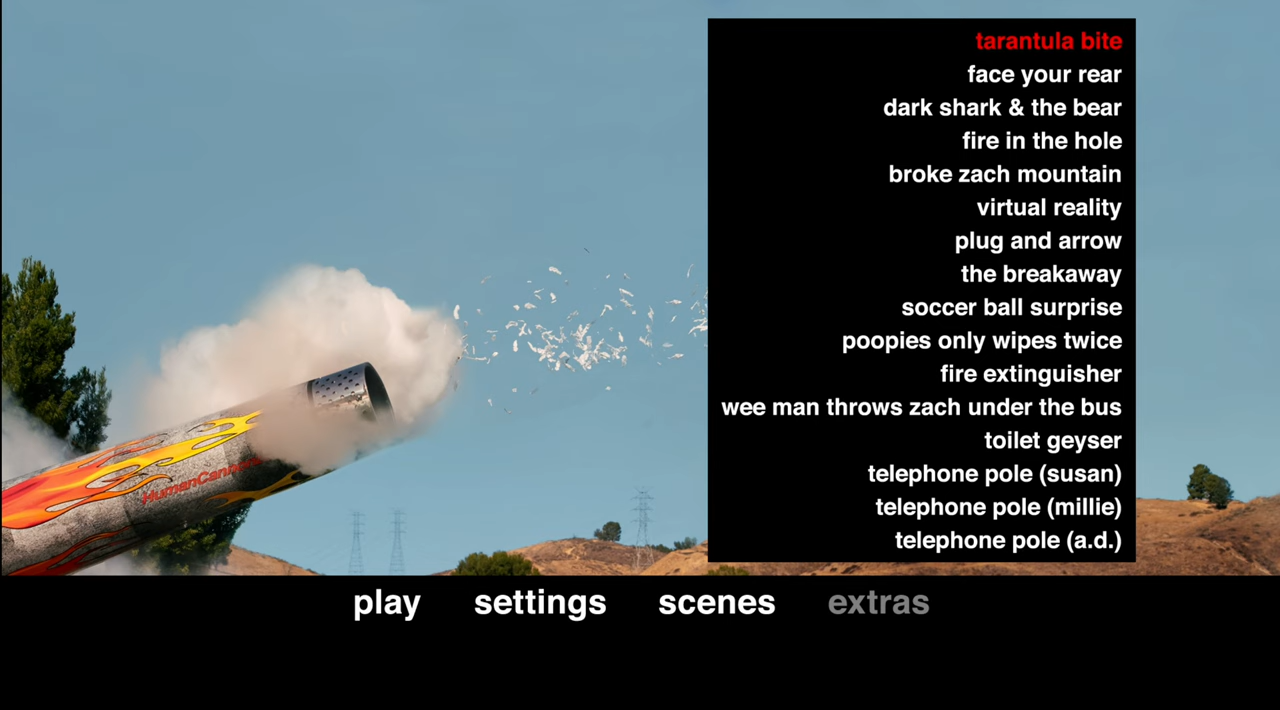 tarantula bite
face your rear
dark shark & the bear
fire in the hole
broke zach mountain
virtual reality
plug and arrow
the breakaway
soccer ball surprise
poopies only wipes twice
fire extinguisher
wee man throws zach under the bus
toilet geyser
telephone pole (susan)
telephone pole (millie)
telephone pole (a.d.)
play settings scenes extras